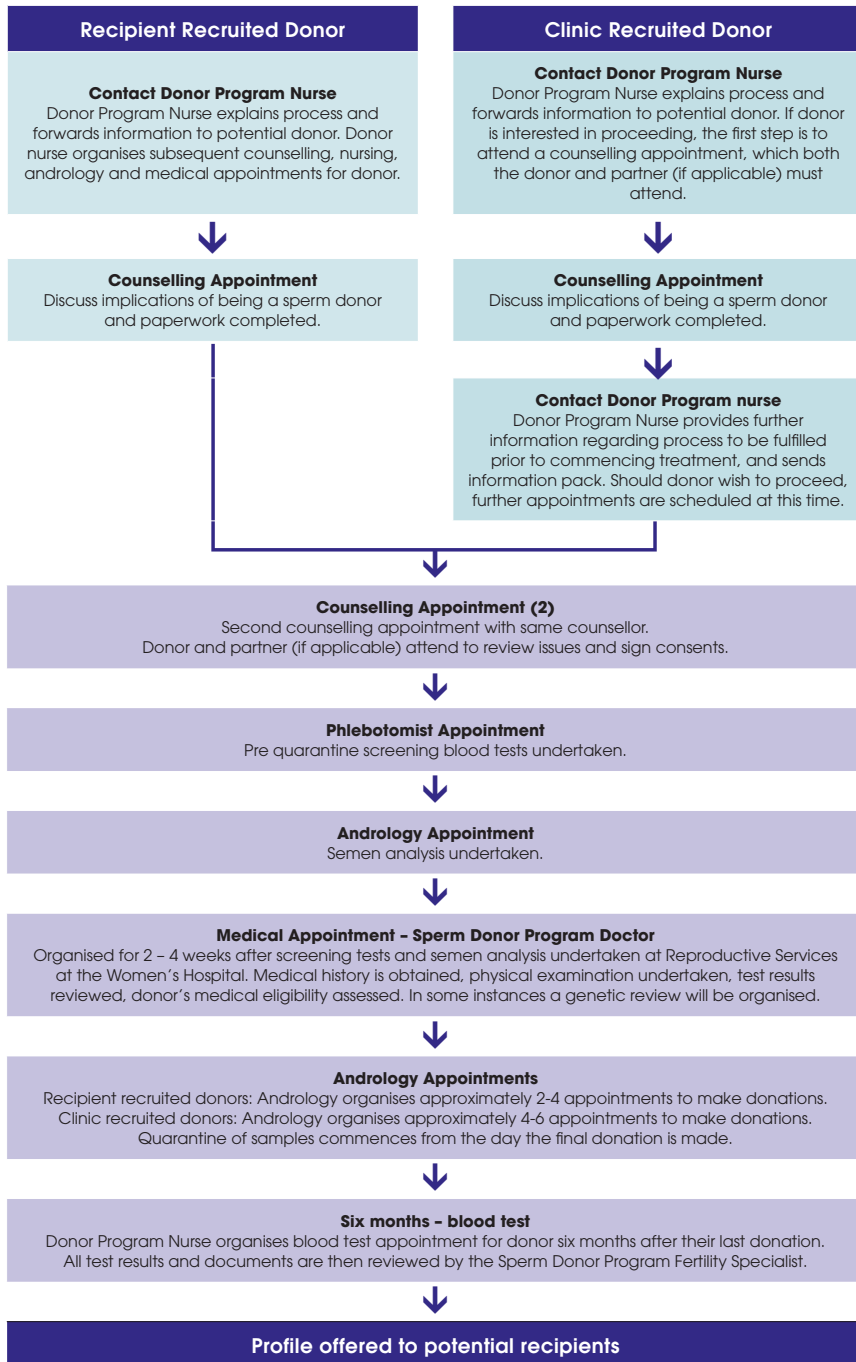 Recipient Recruited Donor
Contact Donor Program Nurse
Donor Program Nurse explains process and
forwards information to potential donor. Donor
nurse organises subsequent counselling, nursing,
andrology and medical appointments for donor.
Counselling Appointment
Discuss implications of being a sperm donor
and paperwork completed.
Clinic Recruited Donor
Contact Donor Program Nurse
Donor Program Nurse explains process and
forwards information to potential donor. If donor
is interested in proceeding, the first step is to
attend a counselling appointment, which both
the donor and partner (if applicable) must
attend.
Counselling Appointment
Discuss implications of being a sperm donor
and paperwork completed.
Contact Donor Program nurse
Donor Program Nurse provides further
information regarding process to be fulfilled
prior to commencing treatment, and sends
information pack. Should donor wish to proceed,
further appointments are scheduled at this time.
Counselling Appointment (2)
Second counselling appointment with same counsellor.
Donor and partner (if applicable) attend to review issues and sign consents.
Phlebotomist Appointment
Pre quarantine screening blood tests undertaken.
Andrology Appointment
Semen analysis undertaken.
Medical Appointment – Sperm Donor Program Doctor
Organised for 2 – 4 weeks after screening tests and semen analysis undertaken at Reproductive Services
at the Women's Hospital. Medical history is obtained, physical examination undertaken, test results
reviewed, donor's medical eligibility assessed. In some instances a genetic review will be organised.
Andrology Appointments
Recipient recruited donors: Andrology organises approximately 2-4 appointments to make donations.
Clinic recruited donors: Andrology organises approximately 4-6 appointments to make donations.
Quarantine of samples commences from the day the final donation is made.
Six months – blood test
Donor Program Nurse organises blood test appointment for donor six months after their last donation.
All test results and documents are then reviewed by the Sperm Donor Program Fertility Specialist.
Profile offered to potential recipients